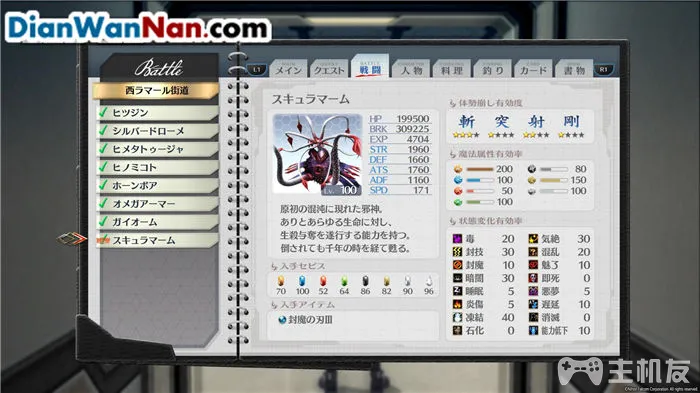 DianWanNan.com
Battle
L1
メイン
クエスト
BATTLE
戦闘
人物
料理
釣り
カード
書物
R1
西ラマール街道
ヒツジン
シルバードローメ
ヒメタトゥージャ
ヒノミコト
ホーンボア
オメガアーマー
ガイオーム
スキュラマーム
スキュラマーム
Lv. 100
HP 199500
BRK 309225
EXP 4704
STR 1960
DEF 1660
ATS 1760
ADF 1160
SPD 171
原初の混沌に現れた邪神。
ありとあらゆる生命に対し、
生殺与奪を遂行する能力を持つ。
倒されても千年の時を経て甦る。
入手セピス
70 100 52 64 86 82 90 96
入手アイテム
封魔の刃III
体勢崩し有効度
斬 突 射 剛
魔法属性有効率
200 80
100 150
50 100
100
状態変化有効率
毒 20 気絶 30
封技 30 混乱 20
封魔 10 魅了 10
暗闇 30 即死 0
睡眠 5 悪夢 5
炎傷 5 遅延 10
凍結 40 消滅 0
石化 0 能力低下 10
主机友
©Nihon Falcom Corporation. All rights reserved.